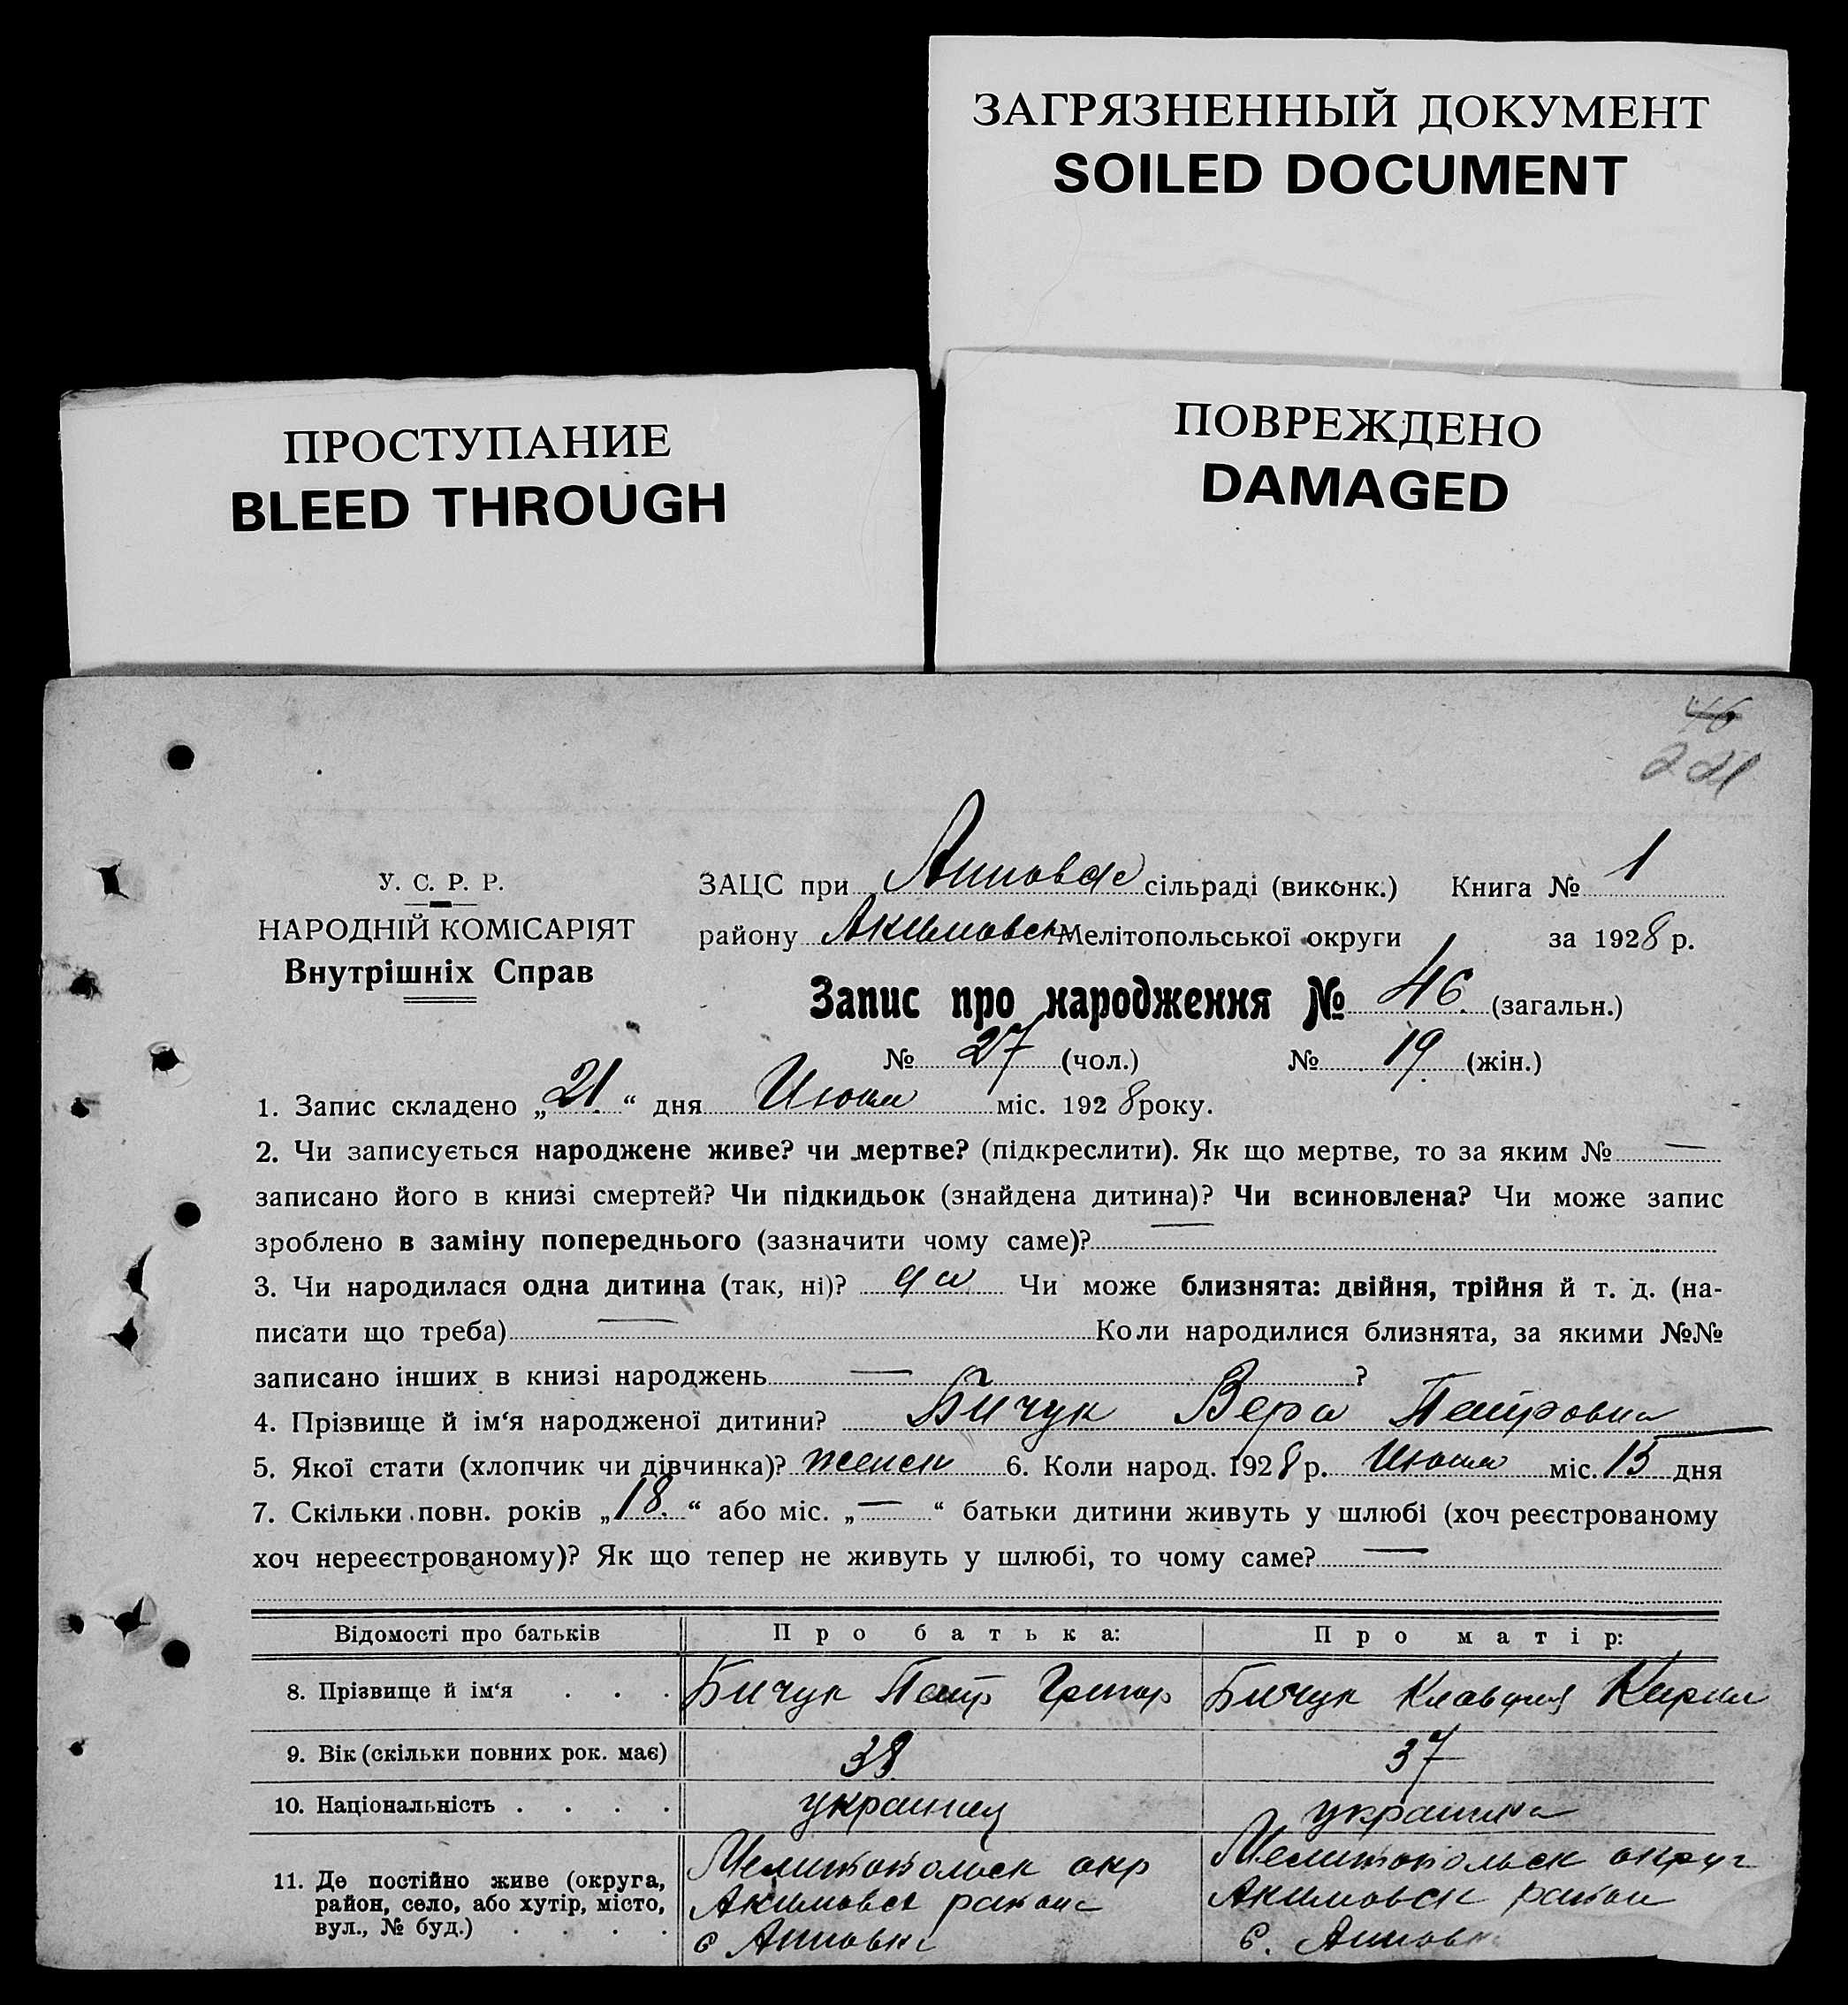 ЗАГРЯЗНЕННЫЙ ДОКУМЕНТ
SOILED DOCUMENT
ПРОСТУПАНИЕ
BLEED THROUGH
ПОВРЕЖДЕНО
DAMAGED
46
221
У. С. Р. Р.
НАРОДНІЙ КОМІСАРІЯТ
Внутрішніх Справ
ЗАЦС при Анновск сільраді (виконк.) Книга № 1
району Акимовск Мелітопольської округи за 1928 р.
Запис про народження № 46. (загальн.)
№ 27 (чол.) № 19. (жін.)
1. Запис складено „21.“ дня Июля міс. 1928 року.
2. Чи записується народжене живе? чи мертве? (підкреслити). Як що мертве, то за яким № —
записано його в книзі смертей? Чи підкидьок (знайдена дитина)? Чи всиновлена? Чи може запис
зроблено в заміну попереднього (зазначити чому саме)? —
3. Чи народилася одна дитина (так, ні)? да Чи може близнята: двійня, трійня й т. д. (на-
писати що треба) — Коли народилися близнята, за якими №№
записано інших в книзі народжень — ?
4. Прізвище й ім‘я народженої дитини? Бичук Вера Петровна
5. Якої стати (хлопчик чи дівчинка)? женск 6. Коли народ. 1928 р. Июля міс. 15 дня
7. Скільки повн. років „18.“ або міс. „—“ батьки дитини живуть у шлюбі (хоч реєстрованому
хоч нереєстрованому)? Як що тепер не живуть у шлюбі, то чому саме? —
Відомості про батьків Про батька: Про матір:
8. Прізвище й ім‘я . . . Бичук Петр Григор Бичук Клавдия Кирил
9. Вік (скільки повних рок. має) 38 37
10. Національність . . . . украинец украинка
11. Де постійно живе (округа, район, село, або хутір, місто, вул., № буд.) . . . .
Мелитопольск окр Мелитопольск округ
Акимовск район Акимовск район
с Анновк с. Анновк